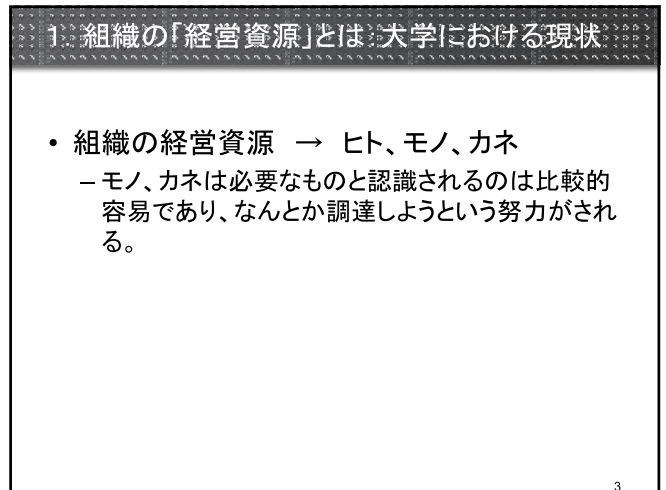 1. 組織の「経営資源」とは:大学における現状
• 組織の経営資源 → ヒト、モノ、カネ
– モノ、カネは必要なものと認識されるのは比較的
容易であり、なんとか調達しようという努力がされ
る。
3